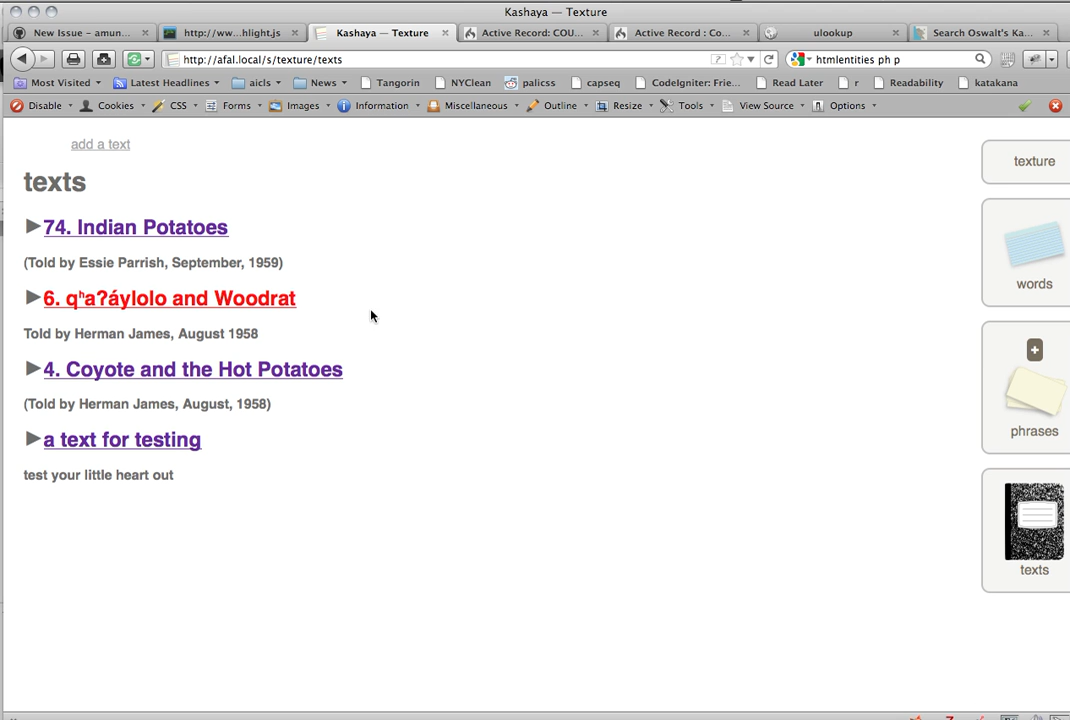 Kashaya — Texture
New Issue – amun...
http://ww...hlight.js
Kashaya — Texture
Active Record: COU...
Active Record : Co...
ulookup
Search Oswalt's Ka...
http://afal.local/s/texture/texts
htmlentities ph p
Most Visited
Latest Headlines
aicls
News
Tangorin
NYClean
palicss
capseq
CodeIgniter: Frie...
Read Later
r
Readability
katakana
Disable
Cookies
CSS
Forms
Images
Information
Miscellaneous
Outline
Resize
Tools
View Source
Options
add a text
texts
74. Indian Potatoes
(Told by Essie Parrish, September, 1959)
6. qʰaʔáylolo and Woodrat
Told by Herman James, August 1958
4. Coyote and the Hot Potatoes
(Told by Herman James, August, 1958)
a text for testing
test your little heart out
texture
words
phrases
texts